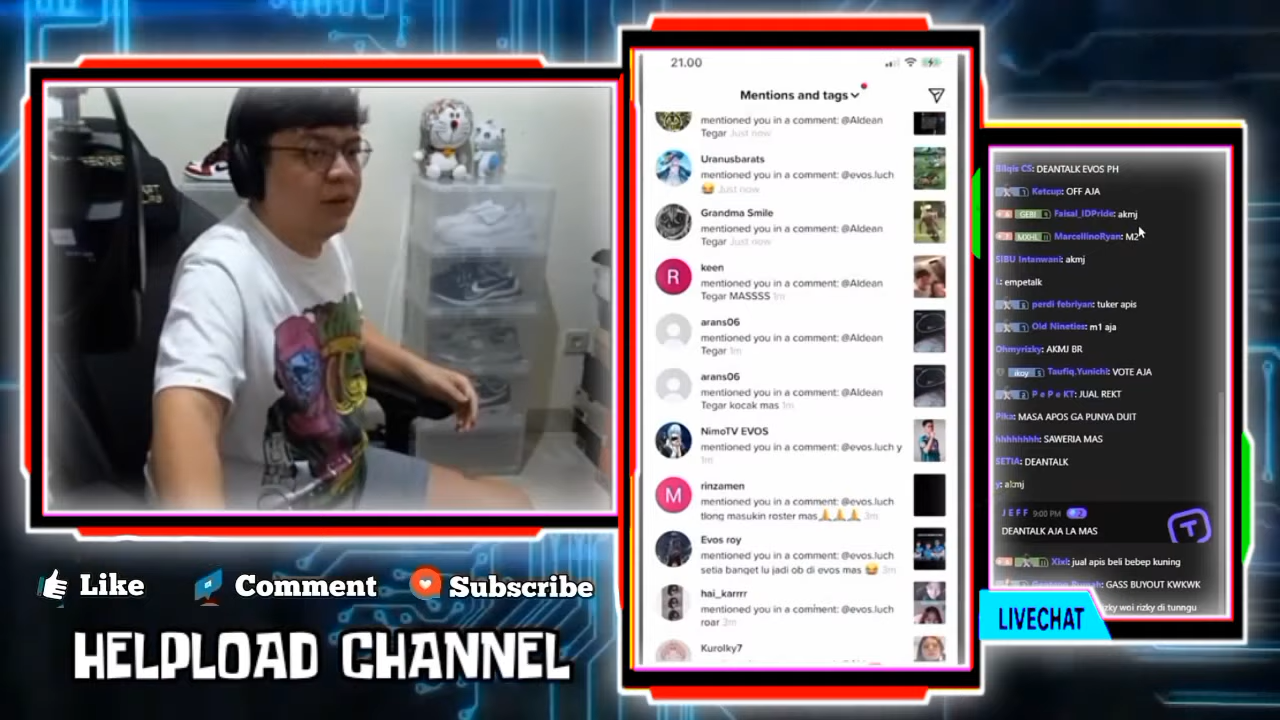 21.00
Mentions and tags
mentioned you in a comment: @Aldean
Tegar Just now
Uranusbarats
mentioned you in a comment: @evos.luch
😂 Just now
Grandma Smile
mentioned you in a comment: @Aldean
Tegar Just now
R
keen
mentioned you in a comment: @Aldean
Tegar MASSSS 1m
arans06
mentioned you in a comment: @Aldean
Tegar 1m
arans06
mentioned you in a comment: @Aldean
Tegar kocak mas 1m
NimoTV EVOS
mentioned you in a comment: @evos.luch y
1m
M
rinzamen
mentioned you in a comment: @evos.luch
tlong masukin roster mas🙏🙏🙏 3m
Evos roy
mentioned you in a comment: @evos.luch
setia banget lu jadi ob di evos mas 😂 3m
hai_karrrr
mentioned you in a comment: @evos.luch
roar 3m
Kurolky7
Bilqis CS: DEANTALK EVOS PH
Ketcup: OFF AJA
GEBI Faisal_IDPride: akmj
MXHL MarcellinoRyan: M2
SIBU Intanwani: akmj
L: empetalk
perdi febriyan: tuker apis
Old Nineties: m1 aja
Ohmyrizky: AKMJ BR
ikoy Taufiq.Yunichi: VOTE AJA
P e P e KT: JUAL REKT
Pika: MASA APOS GA PUNYA DUIT
hhhhhhhh: SAWERIA MAS
SETIA: DEANTALK
y: akmj
JEFF 9:00 PM
DEANTALK AJA LA MAS
Xixi: jual apis beli bebep kuning
GASS BUYOUT KWKWK
zky woi rizky di tunngu
LIVECHAT
Like
Comment
Subscribe
HELPLOAD CHANNEL